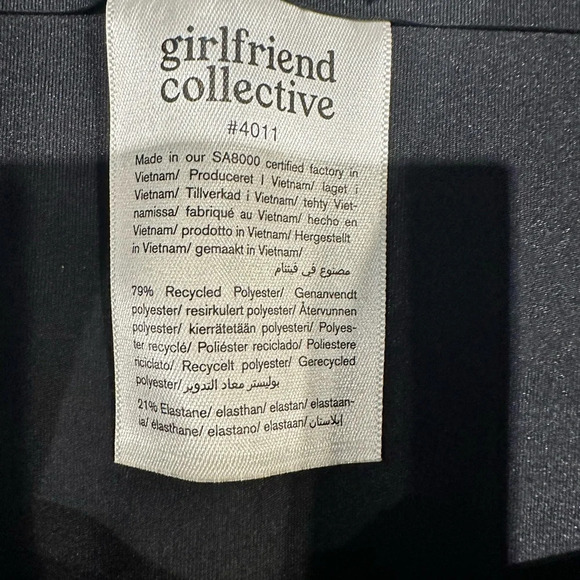 girlfriend
collective
#4011
Made in our SA8000 certified factory in
Vietnam/ Produceret I Vietnam/ laget i
Vietnam/ Tillverkad i Vietnam/ tehty Viet-
namissa/ fabriqué au Vietnam/ hecho en
Vietnam/ prodotto in Vietnam/ Hergestellt
in Vietnam/ gemaakt in Vietnam/
مصنوع في فيتنام
79% Recycled Polyester/ Genanvendt
polyester/ resirkulert polyester/ Återvunnen
polyester/ kierrätetään polyesteri/ Polyes-
ter recyclé/ Poliéster reciclado/ Poliestere
riciclato/ Recycelt polyester/ Gerecycled
polyester/ بوليستر معاد التدوير
21% Elastane/ elasthan/ elastan/ elastaan-
ia/ élasthane/ elastano/ elastaan/ إيلاستان